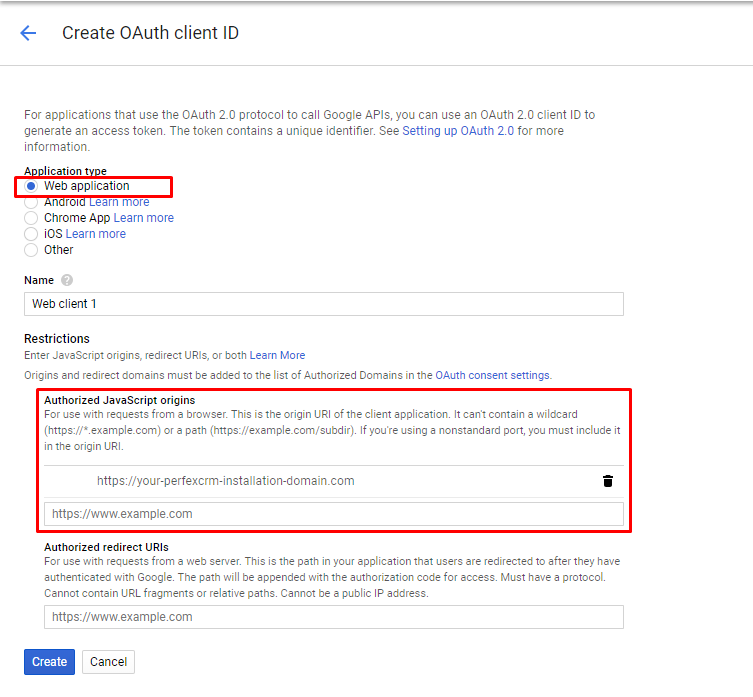 Create OAuth client ID
For applications that use the OAuth 2.0 protocol to call Google APIs, you can use an OAuth 2.0 client ID to
generate an access token. The token contains a unique identifier. See Setting up OAuth 2.0 for more
information.
Application type
Web application
Android Learn more
Chrome App Learn more
iOS Learn more
Other
Name ?
Web client 1
Restrictions
Enter JavaScript origins, redirect URIs, or both Learn More
Origins and redirect domains must be added to the list of Authorized Domains in the OAuth consent settings.
Authorized JavaScript origins
For use with requests from a browser. This is the origin URI of the client application. It can't contain a wildcard
(https://*.example.com) or a path (https://example.com/subdir). If you're using a nonstandard port, you must include it
in the origin URI.
https://your-perfexcrm-installation-domain.com
https://www.example.com
Authorized redirect URIs
For use with requests from a web server. This is the path in your application that users are redirected to after they have
authenticated with Google. The path will be appended with the authorization code for access. Must have a protocol.
Cannot contain URL fragments or relative paths. Cannot be a public IP address.
https://www.example.com
Create Cancel